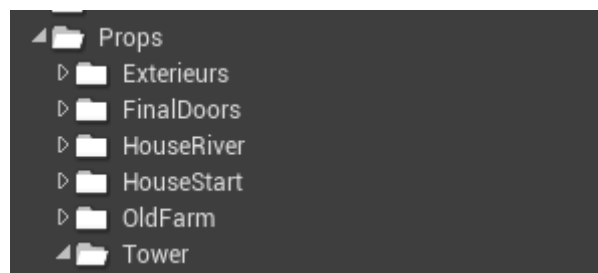 Props
Exterieurs
FinalDoors
HouseRiver
HouseStart
OldFarm
Tower